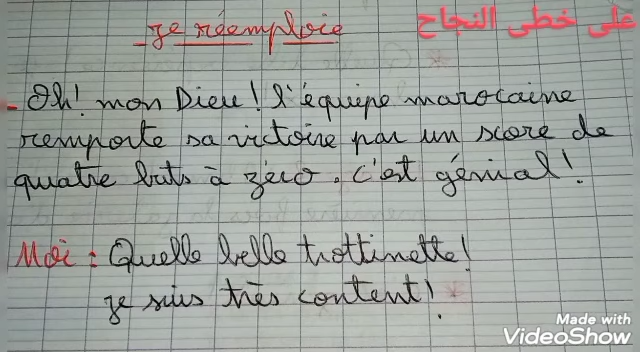 Je réemploie
على خطى النجاح
- Oh! mon Dieu! l'équipe marocaine
remporte sa victoire par un score de
quatre buts à zéro. c'est génial!
Moi : Quelle belle trottinette!
je suis très content!
Made with
VideoShow